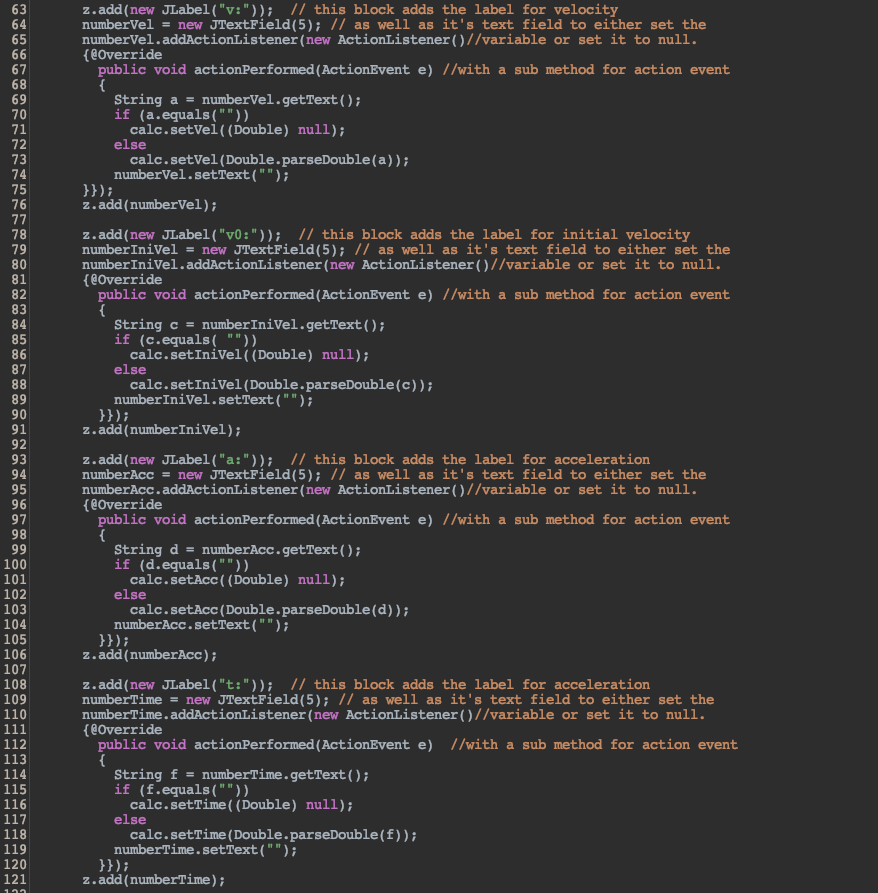 63 z.add(new JLabel("v:"));  // this block adds the label for velocity
64 numberVel = new JTextField(5); // as well as it's text field to either set the
65 numberVel.addActionListener(new ActionListener()//variable or set it to null.
66 {@Override
67 public void actionPerformed(ActionEvent e) //with a sub method for action event
68 {
69 String a = numberVel.getText();
70 if (a.equals(""))
71 calc.setVel((Double) null);
72 else
73 calc.setVel(Double.parseDouble(a));
74 numberVel.setText("");
75 }});
76 z.add(numberVel);
77
78 z.add(new JLabel("v0:"));  // this block adds the label for initial velocity
79 numberIniVel = new JTextField(5); // as well as it's text field to either set the
80 numberIniVel.addActionListener(new ActionListener()//variable or set it to null.
81 {@Override
82 public void actionPerformed(ActionEvent e) //with a sub method for action event
83 {
84 String c = numberIniVel.getText();
85 if (c.equals( ""))
86 calc.setIniVel((Double) null);
87 else
88 calc.setIniVel(Double.parseDouble(c));
89 numberIniVel.setText("");
90 }});
91 z.add(numberIniVel);
92
93 z.add(new JLabel("a:"));  // this block adds the label for acceleration
94 numberAcc = new JTextField(5); // as well as it's text field to either set the
95 numberAcc.addActionListener(new ActionListener()//variable or set it to null.
96 {@Override
97 public void actionPerformed(ActionEvent e) //with a sub method for action event
98 {
99 String d = numberAcc.getText();
100 if (d.equals(""))
101 calc.setAcc((Double) null);
102 else
103 calc.setAcc(Double.parseDouble(d));
104 numberAcc.setText("");
105 }});
106 z.add(numberAcc);
107
108 z.add(new JLabel("t:"));  // this block adds the label for acceleration
109 numberTime = new JTextField(5); // as well as it's text field to either set the
110 numberTime.addActionListener(new ActionListener()//variable or set it to null.
111 {@Override
112 public void actionPerformed(ActionEvent e)  //with a sub method for action event
113 {
114 String f = numberTime.getText();
115 if (f.equals(""))
116 calc.setTime((Double) null);
117 else
118 calc.setTime(Double.parseDouble(f));
119 numberTime.setText("");
120 }});
121 z.add(numberTime);